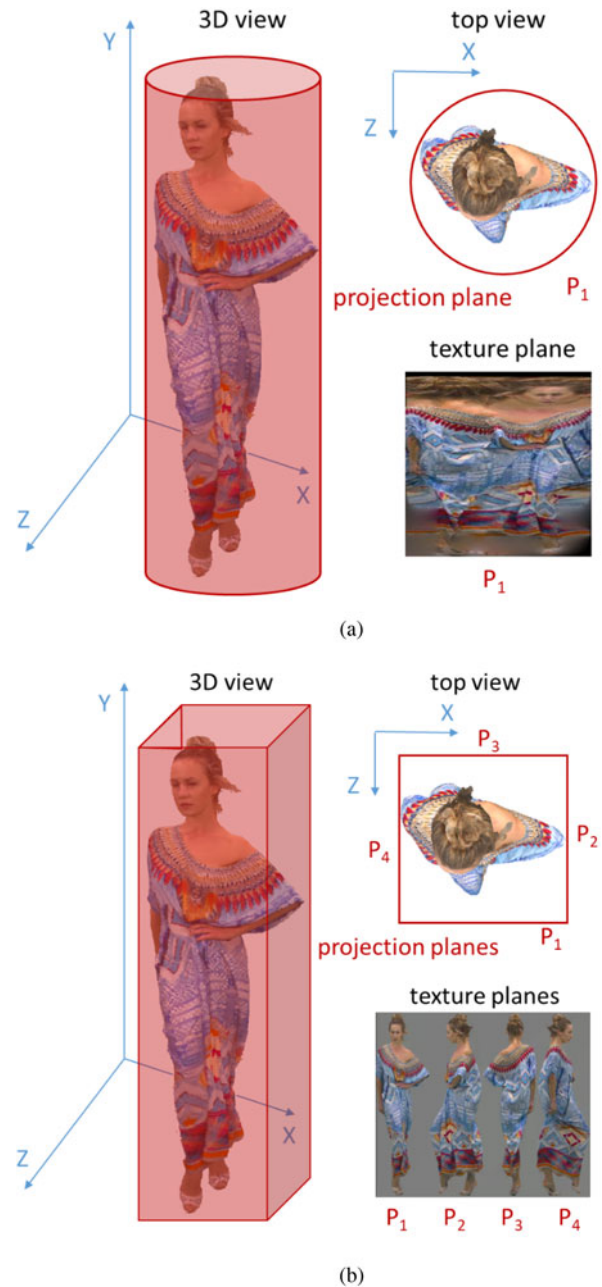 3D view
top view
Y
X
Z
projection plane
P1
texture plane
X
Z
P1
(a)
3D view
top view
Y
X
P3
Z
P4
P2
P1
projection planes
texture planes
X
Z
P1 P2 P3 P4
(b)